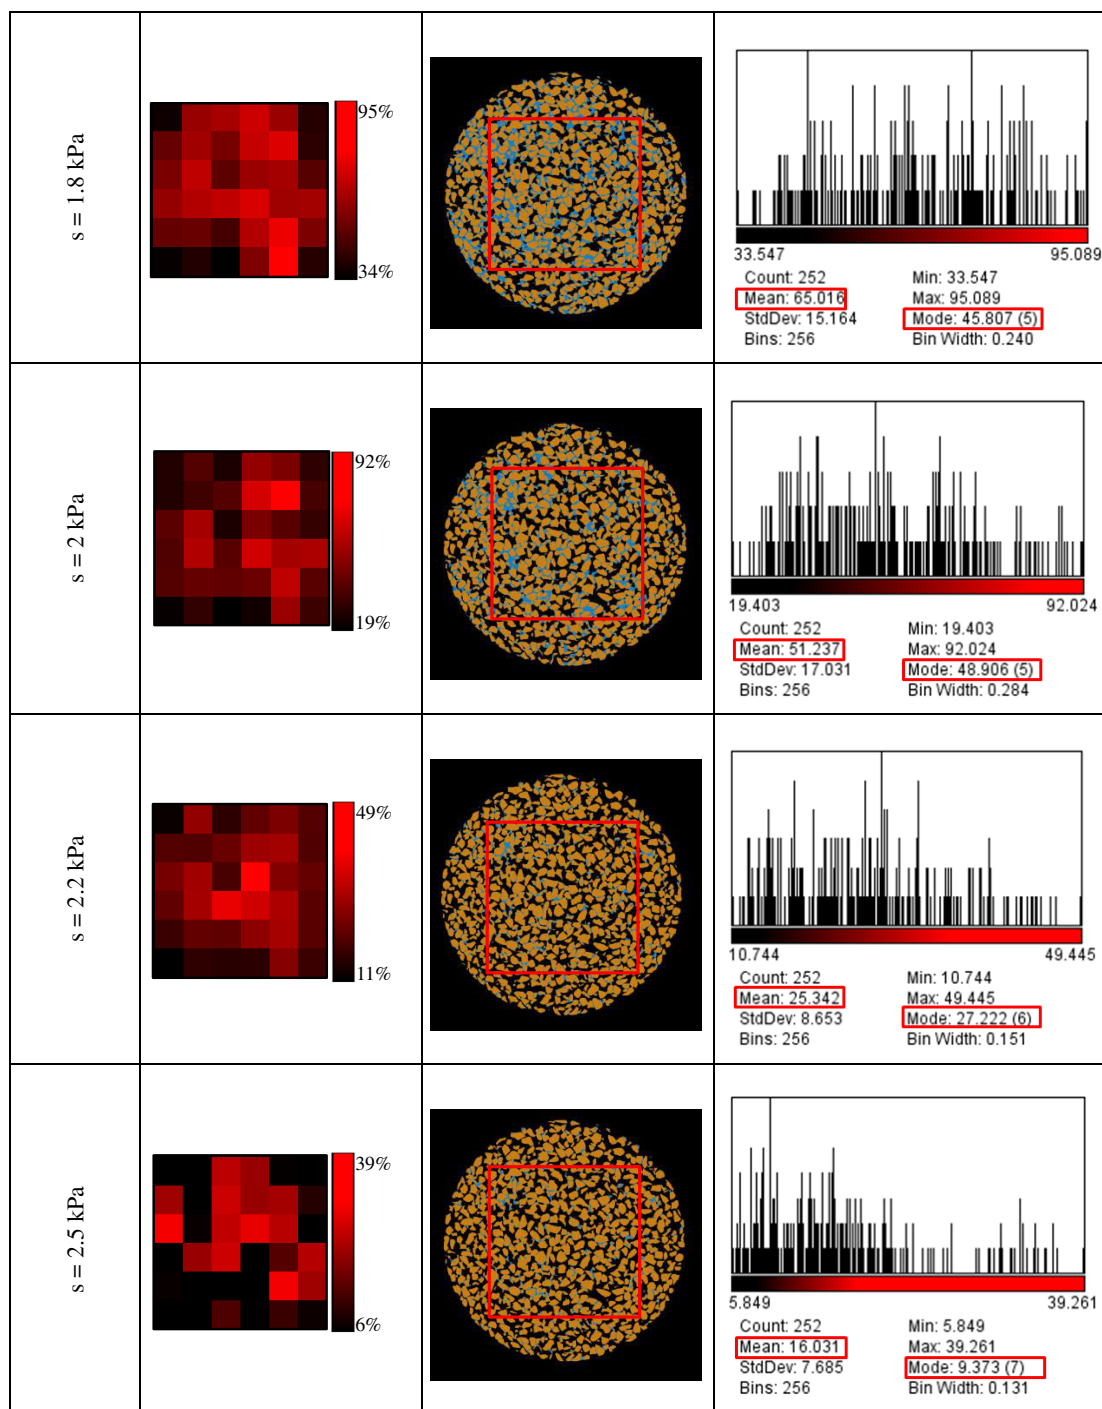 s = 1.8 kPa
95%
34%
33.547 95.089
Count: 252 Min: 33.547
Mean: 65.016 Max: 95.089
StdDev: 15.164 Mode: 45.807 (5)
Bins: 256 Bin Width: 0.240
s = 2 kPa
92%
19%
19.403 92.024
Count: 252 Min: 19.403
Mean: 51.237 Max: 92.024
StdDev: 17.031 Mode: 48.906 (5)
Bins: 256 Bin Width: 0.284
s = 2.2 kPa
49%
11%
10.744 49.445
Count: 252 Min: 10.744
Mean: 25.342 Max: 49.445
StdDev: 8.653 Mode: 27.222 (6)
Bins: 256 Bin Width: 0.151
s = 2.5 kPa
39%
6%
5.849 39.261
Count: 252 Min: 5.849
Mean: 16.031 Max: 39.261
StdDev: 7.685 Mode: 9.373 (7)
Bins: 256 Bin Width: 0.131